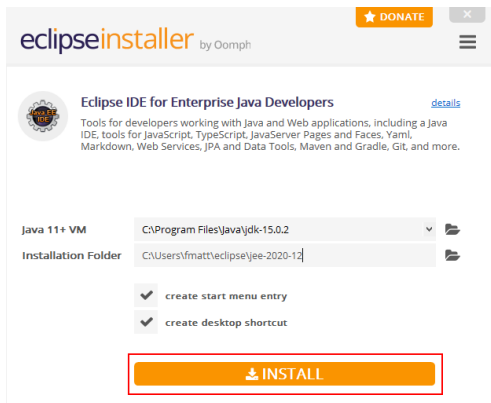 DONATE
eclipseinstaller by Oomph
Java EE
IDE
Eclipse IDE for Enterprise Java Developers
details
Tools for developers working with Java and Web applications, including a Java
IDE, tools for JavaScript, TypeScript, JavaServer Pages and Faces, Yaml,
Markdown, Web Services, JPA and Data Tools, Maven and Gradle, Git, and more.
Java 11+ VM
C:\Program Files\Java\jdk-15.0.2
Installation Folder
C:\Users\fmatt\eclipse\jee-2020-12
create start menu entry
create desktop shortcut
INSTALL